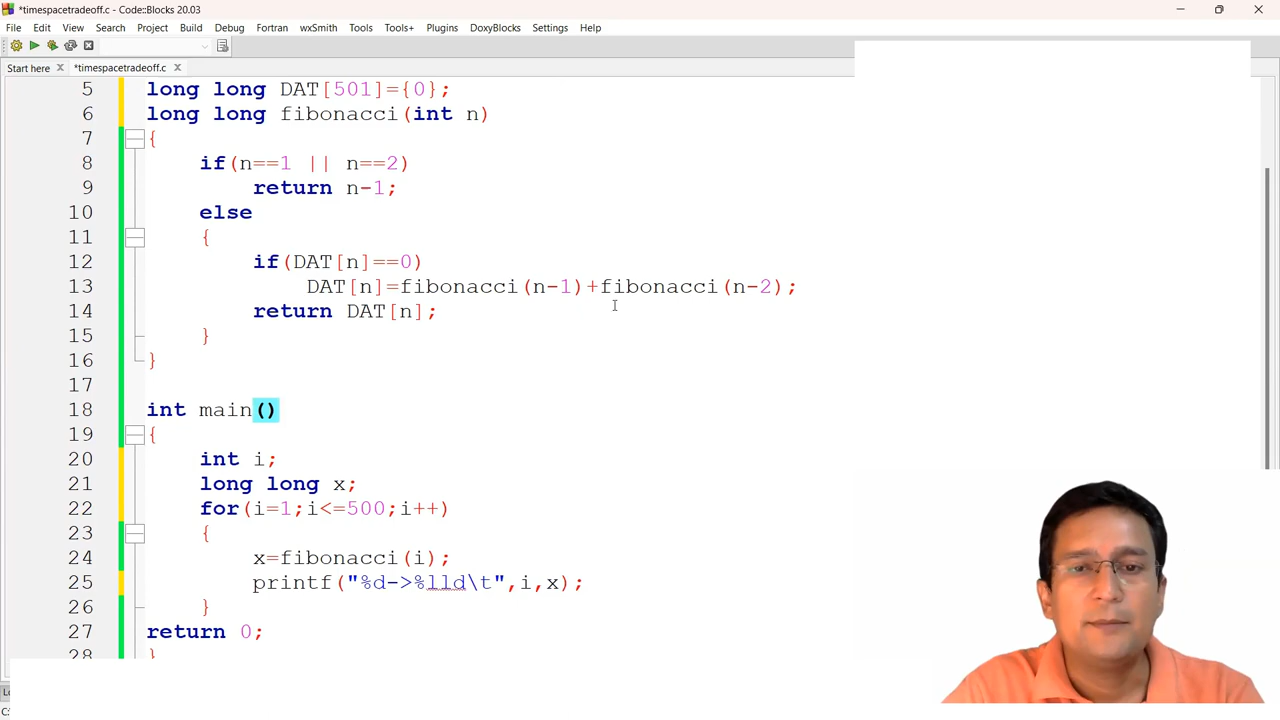 *timespacetradeoff.c - Code::Blocks 20.03
File Edit View Search Project Build Debug Fortran wxSmith Tools Tools+ Plugins DoxyBlocks Settings Help
Start here *timespacetradeoff.c
5 long long DAT[501]={0};
6 long long fibonacci(int n)
7 {
8 if(n==1 || n==2)
9 return n-1;
10 else
11 {
12 if(DAT[n]==0)
13 DAT[n]=fibonacci(n-1)+fibonacci(n-2);
14 return DAT[n];
15 }
16 }
17
18 int main()
19 {
20 int i;
21 long long x;
22 for(i=1;i<=500;i++)
23 {
24 x=fibonacci(i);
25 printf("%d->%lld\t",i,x);
26 }
27 return 0;
28 }